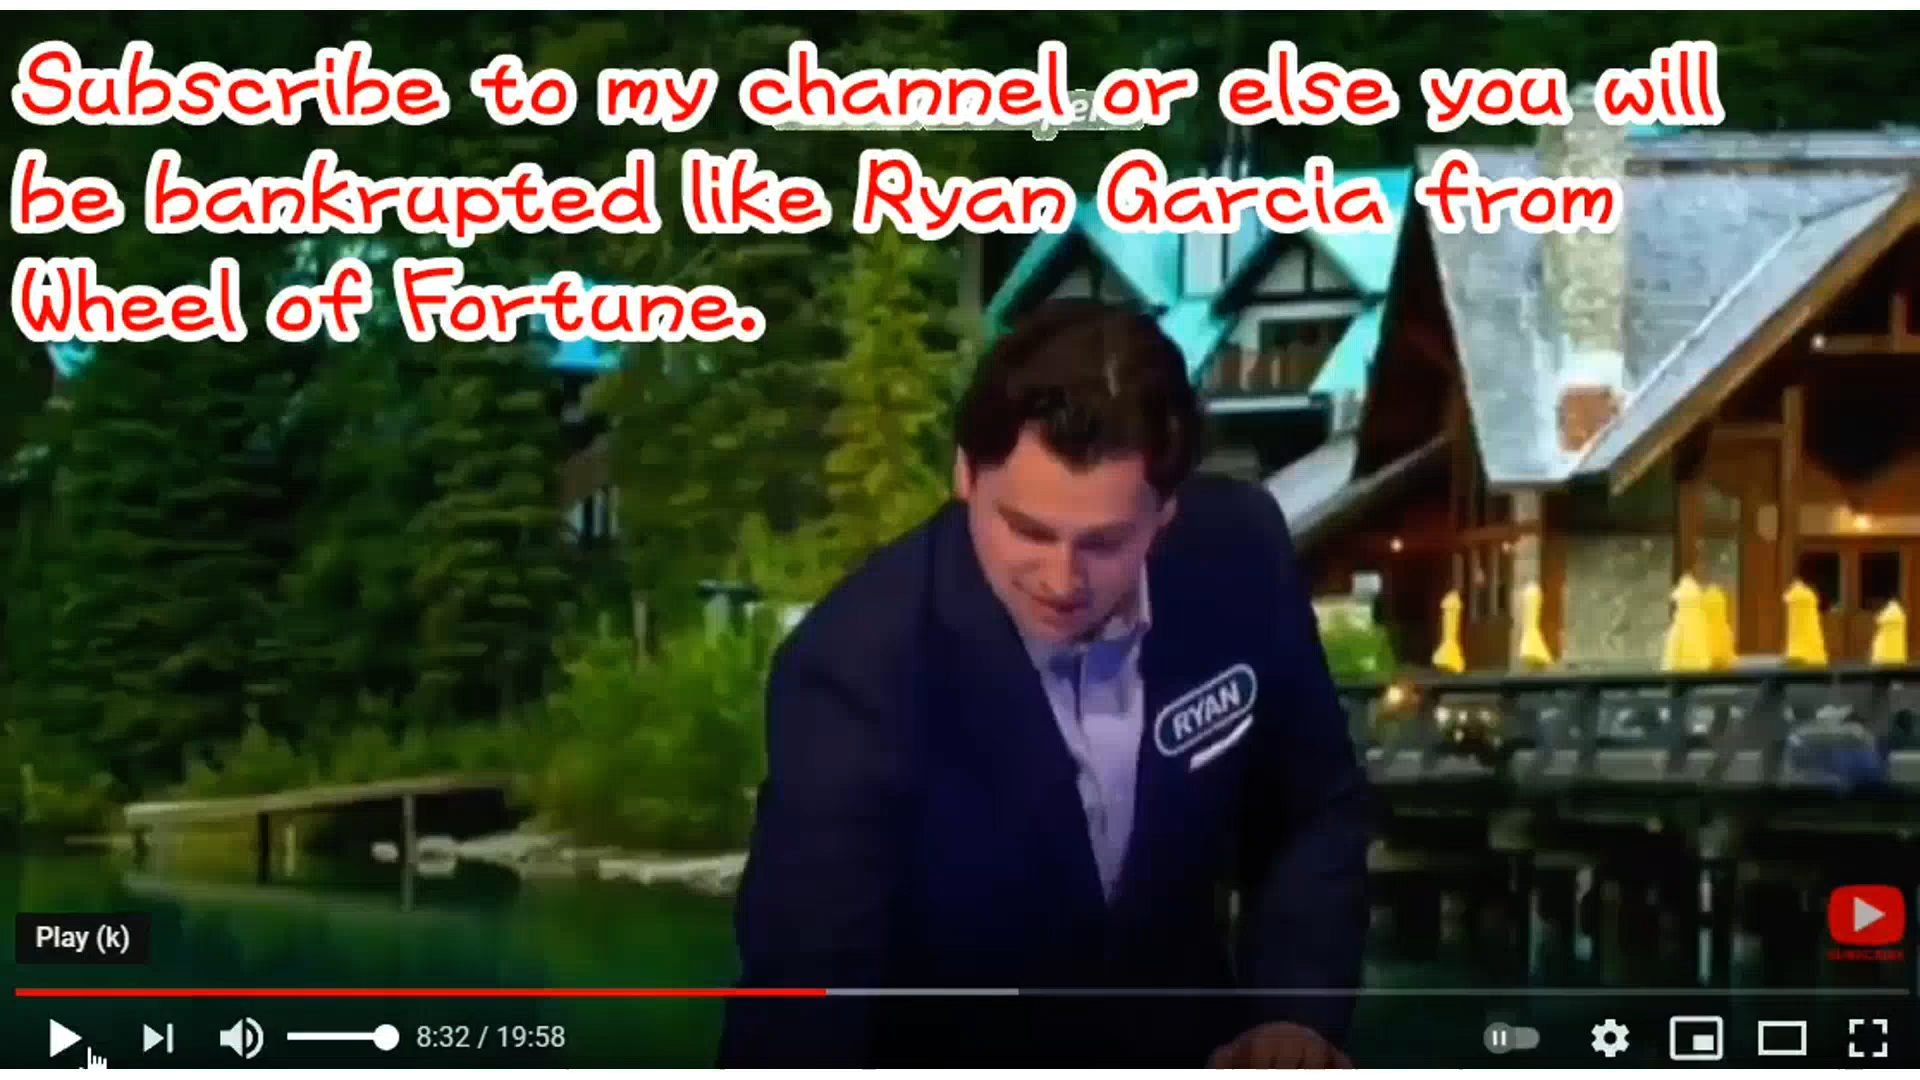 Subscribe to my channel or else you will
be bankrupted like Ryan Garcia from
Wheel of Fortune.
RYAN
SUBSCRIBE
Play (k)
8:32 / 19:58